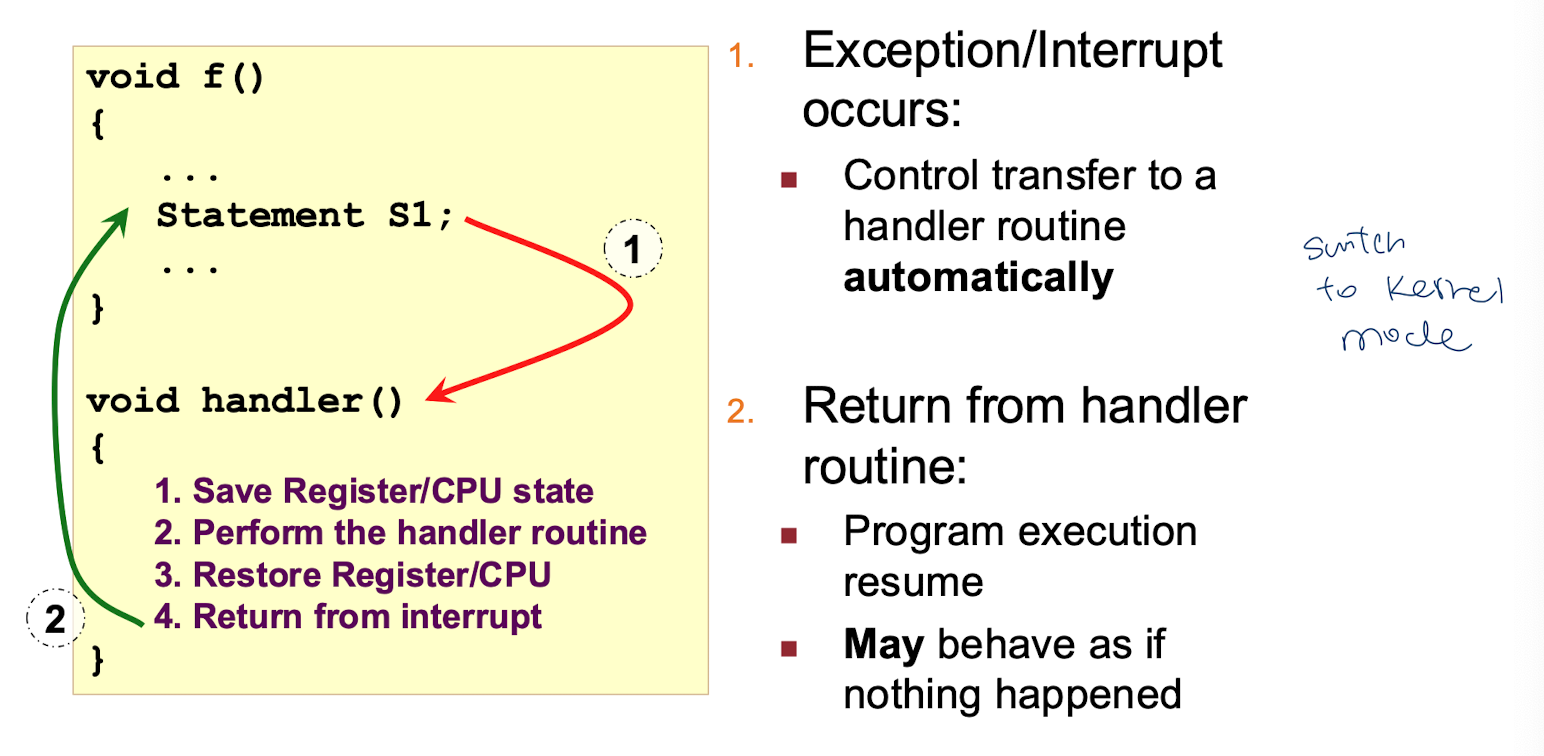 void f()
{
...
Statement S1;
...
}
1
void handler()
{
1. Save Register/CPU state
2. Perform the handler routine
3. Restore Register/CPU
4. Return from interrupt
2
}
1. Exception/Interrupt
occurs:
Control transfer to a
handler routine
automatically
switch
to kernel
mode
2. Return from handler
routine:
Program execution
resume
May behave as if
nothing happened